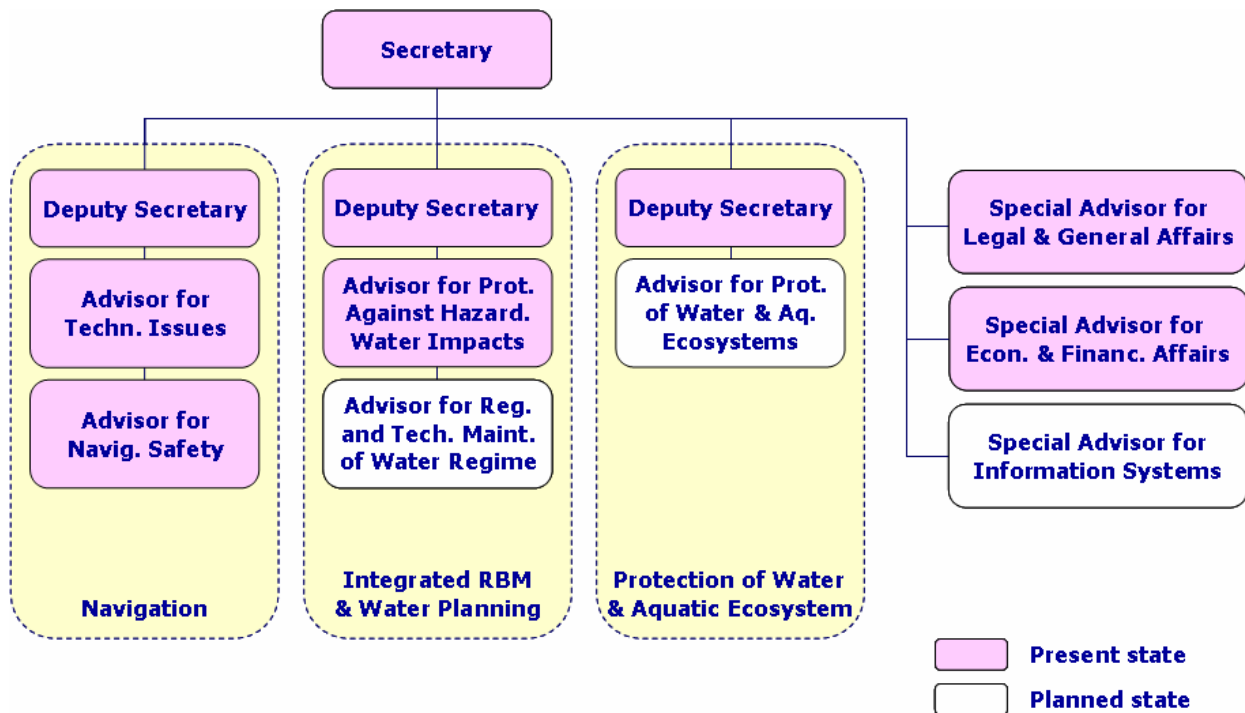 Secretary
Deputy Secretary
Advisor for
Techn. Issues
Advisor for
Navig. Safety
Navigation
Deputy Secretary
Advisor for Prot.
Against Hazard.
Water Impacts
Advisor for Reg.
and Tech. Maint.
of Water Regime
Integrated RBM
& Water Planning
Deputy Secretary
Advisor for Prot.
of Water & Aq.
Ecosystems
Protection of Water
& Aquatic Ecosystem
Special Advisor for
Legal & General Affairs
Special Advisor for
Econ. & Financ. Affairs
Special Advisor for
Information Systems
Present state
Planned state